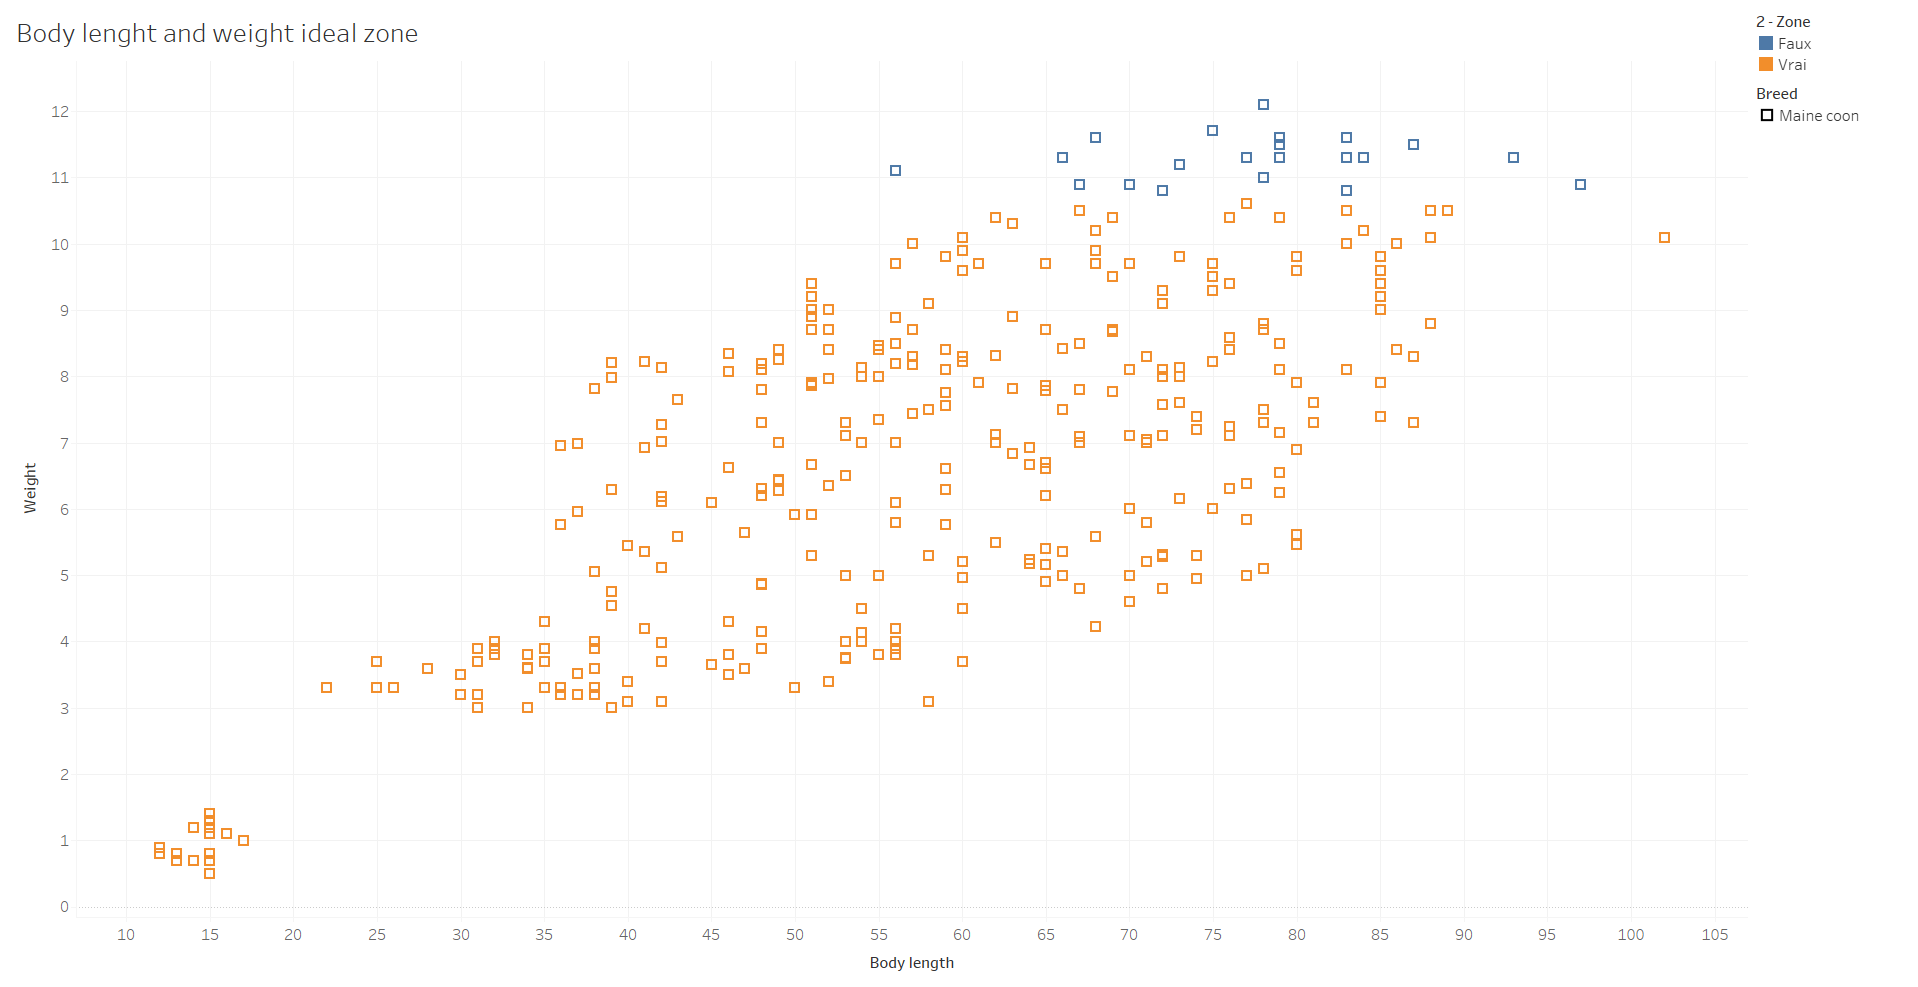 Body lenght and weight ideal zone
2 - Zone
Faux
Vrai
Breed
Maine coon
Weight
12
11
10
9
8
7
6
5
4
3
2
1
0
10 15 20 25 30 35 40 45 50 55 60 65 70 75 80 85 90 95 100 105
Body length